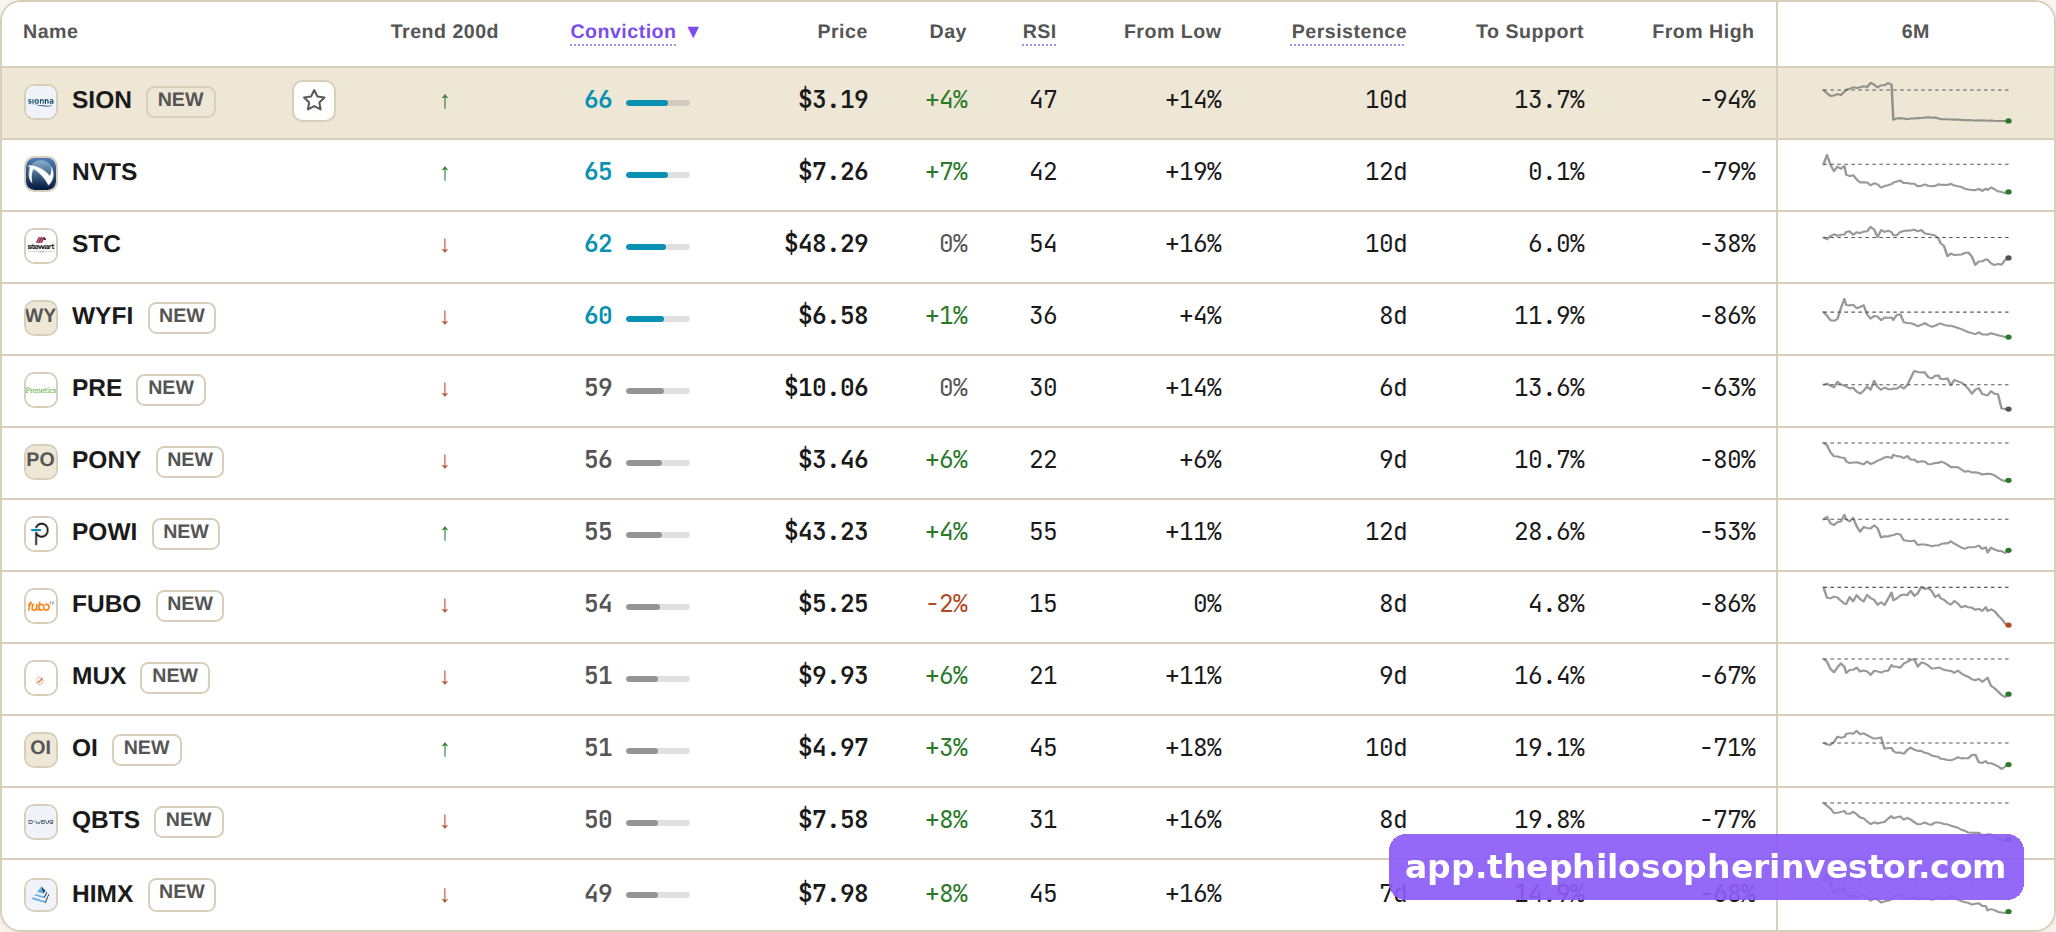 Name Trend 200d Conviction ▼ Price Day RSI From Low Persistence To Support From High 6M
sionna SION NEW ↑ 66 $3.19 +4% 47 +14% 10d 13.7% -94%
NVTS ↑ 65 $7.26 +7% 42 +19% 12d 0.1% -79%
stewart STC ↓ 62 $48.29 0% 54 +16% 10d 6.0% -38%
WY WYFI NEW ↓ 60 $6.58 +1% 36 +4% 8d 11.9% -86%
Prenetics PRE NEW ↓ 59 $10.06 0% 30 +14% 6d 13.6% -63%
PO PONY NEW ↓ 56 $3.46 +6% 22 +6% 9d 10.7% -80%
POWI NEW ↑ 55 $43.23 +4% 55 +11% 12d 28.6% -53%
fubo FUBO NEW ↓ 54 $5.25 -2% 15 0% 8d 4.8% -86%
MUX NEW ↓ 51 $9.93 +6% 21 +11% 9d 16.4% -67%
OI OI NEW ↑ 51 $4.97 +3% 45 +18% 10d 19.1% -71%
D-WAVE QBTS NEW ↓ 50 $7.58 +8% 31 +16% 8d 19.8% -77%
HIMX NEW ↓ 49 $7.98 +8% 45 +16% 7d 14.9% -68%
app.thephilosopherinvestor.com